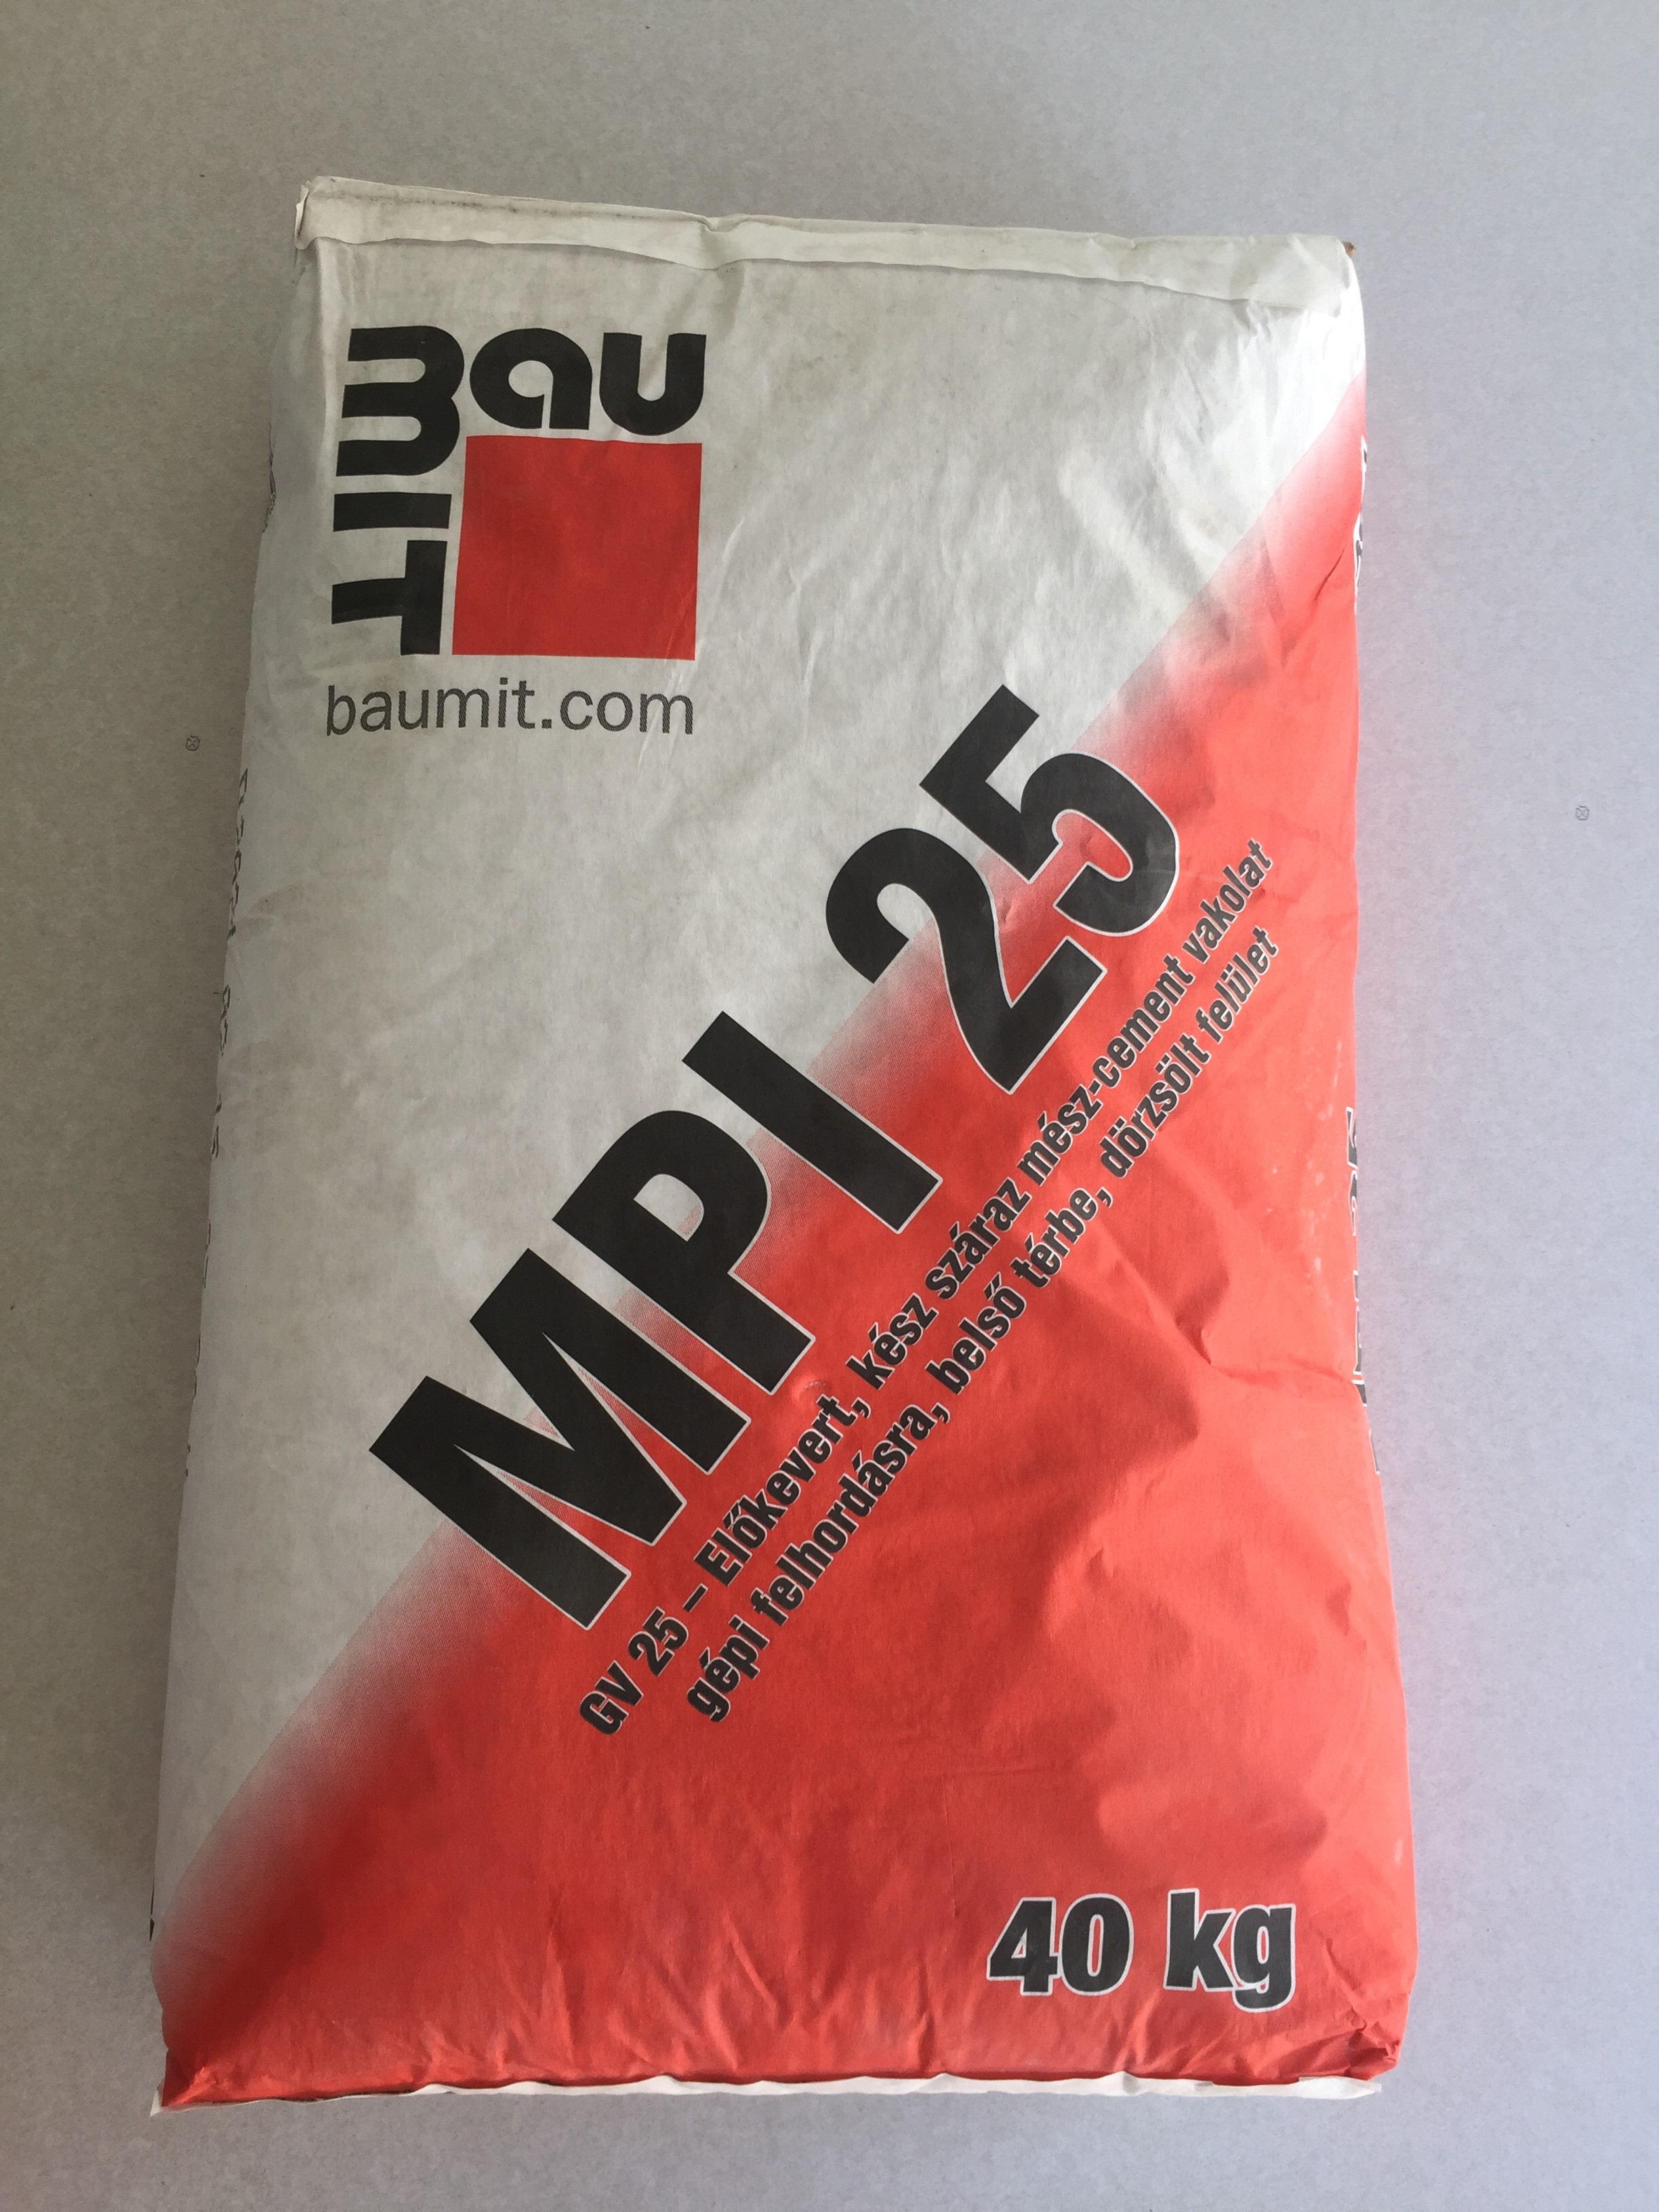 Baumit
baumit.com
MPI 25
GV 25 – Előkevert, kész száraz mész-cement vakolat
gépi felhordásra, belső térbe, dörzsölt felület
40 kg